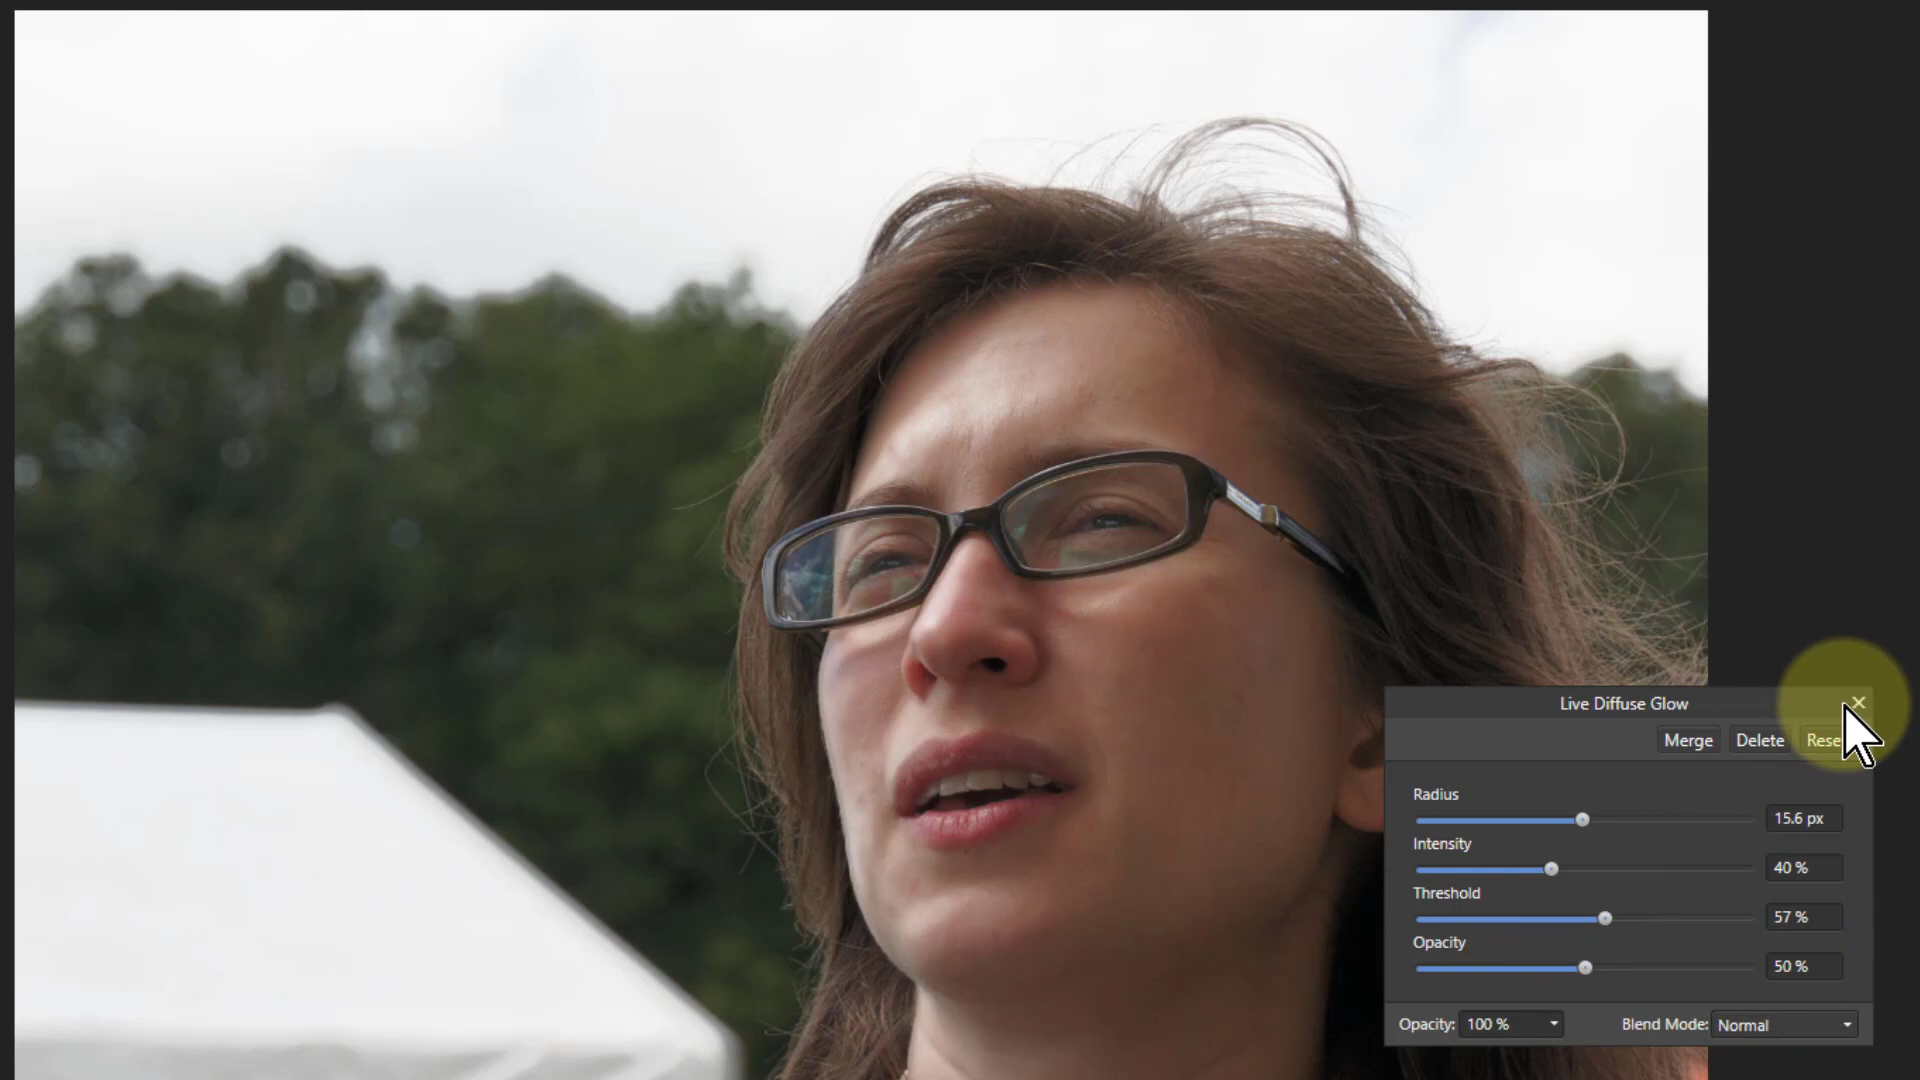 Live Diffuse Glow
Merge Delete Rese
Radius
15.6 px
Intensity
40 %
Threshold
57 %
Opacity
50 %
Opacity: 100 % Blend Mode: Normal